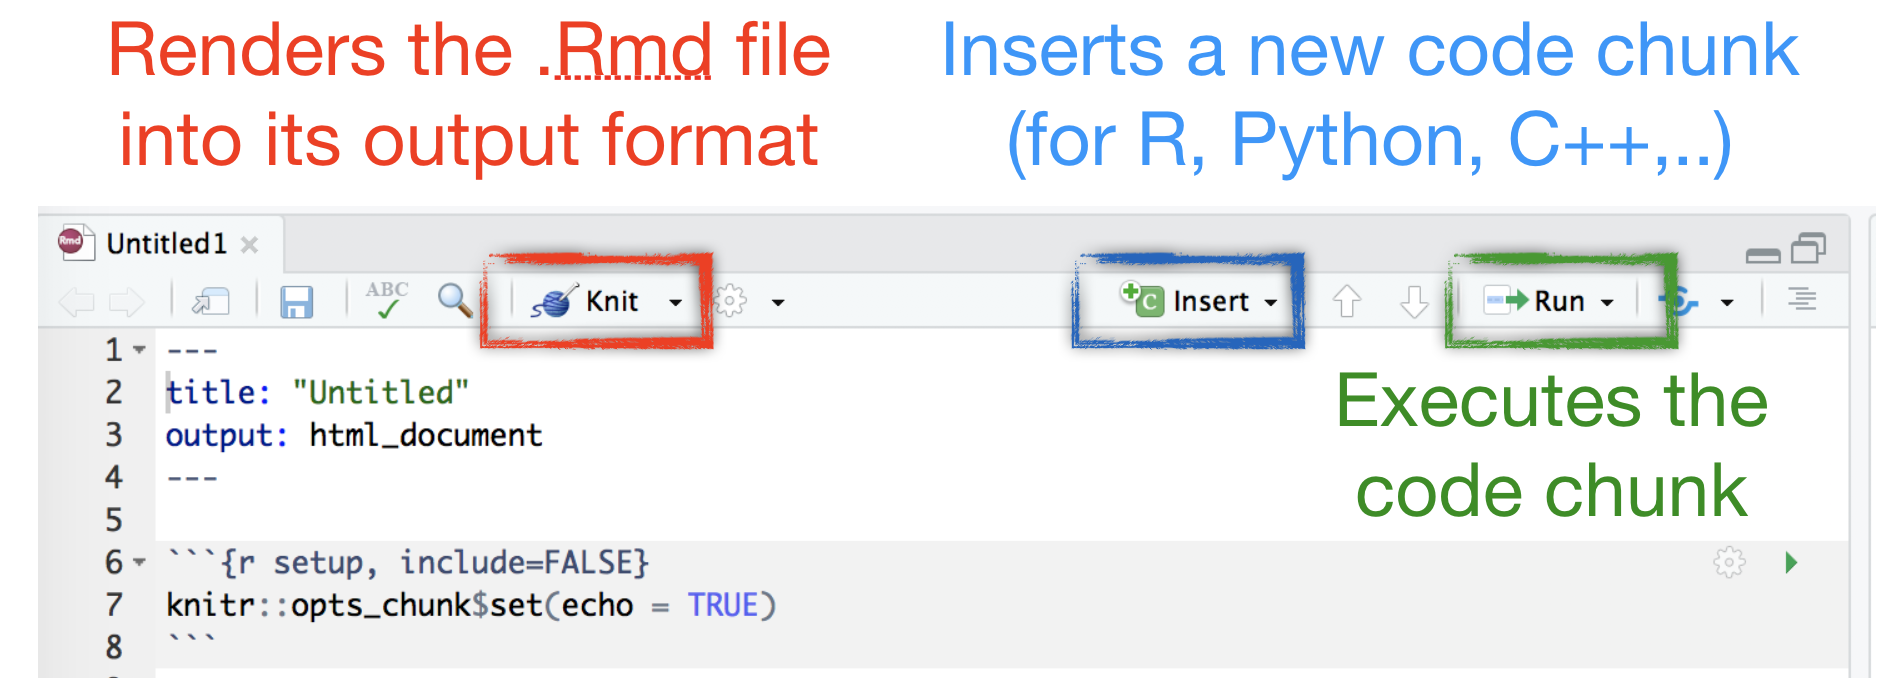 Renders the .Rmd file
into its output format
Inserts a new code chunk
(for R, Python, C++,..)
Rmd Untitled1
ABC Knit C Insert Run
1 ---
2 title: "Untitled"
3 output: html_document
4 ---
5
6 ```{r setup, include=FALSE}
7 knitr::opts_chunk$set(echo = TRUE)
8 ```
Executes the
code chunk